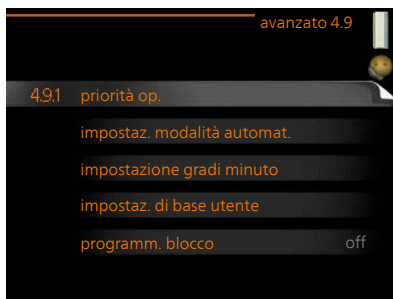 avanzato 4.9
4.9.1 priorità op.
impostaz. modalità automat.
impostazione gradi minuto
impostaz. di base utente
programm. blocco off